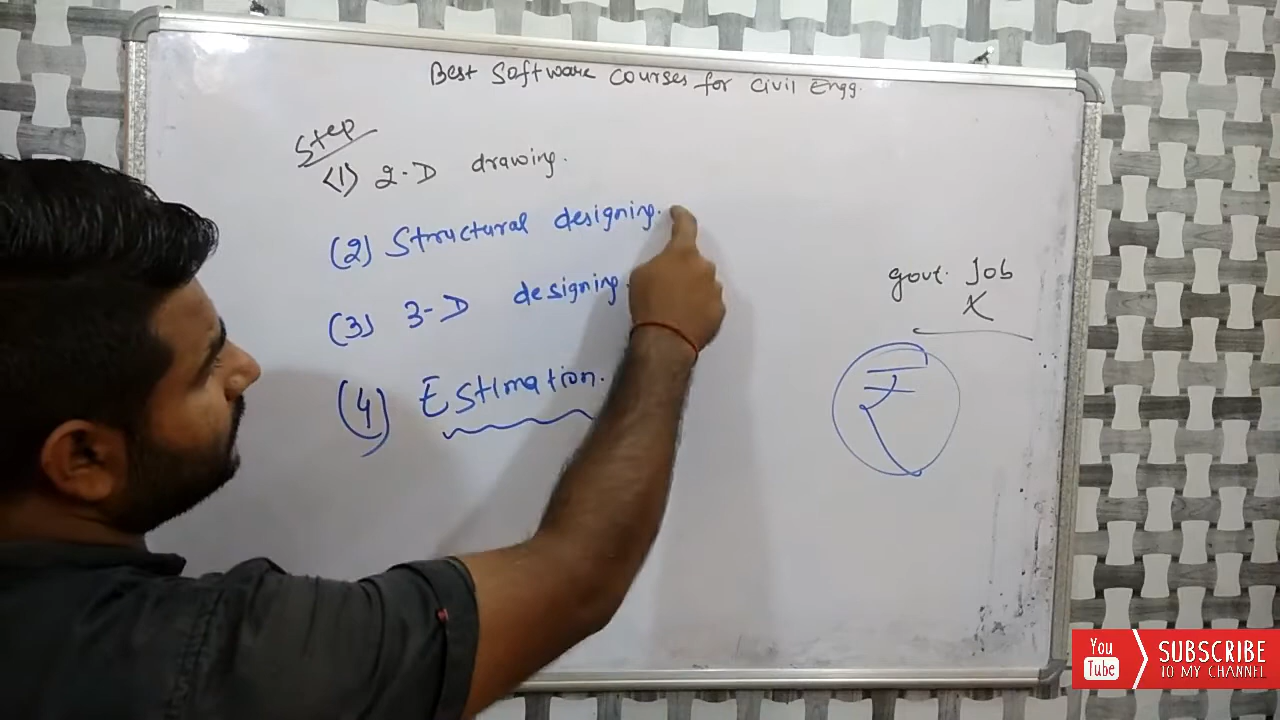 Best Software Courses for Civil Engg.
Step
(1) 2-D drawing.
(2) Structural designing.
(3) 3-D designing.
(4) Estimation.
govt. Job
X
₹
You Tube
SUBSCRIBE
TO MY CHANNEL